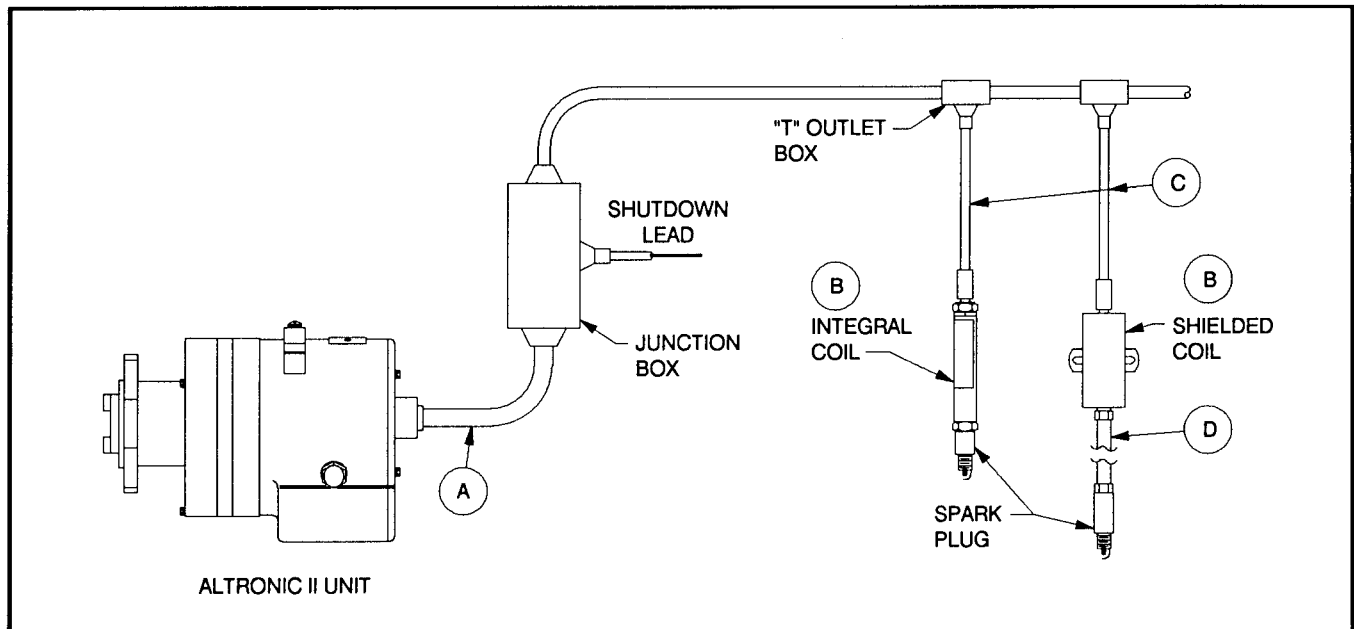 "T" OUTLET
BOX
C
SHUTDOWN
LEAD
B
INTEGRAL
COIL
B
SHIELDED
COIL
JUNCTION
BOX
A
D
SPARK
PLUG
ALTRONIC II UNIT